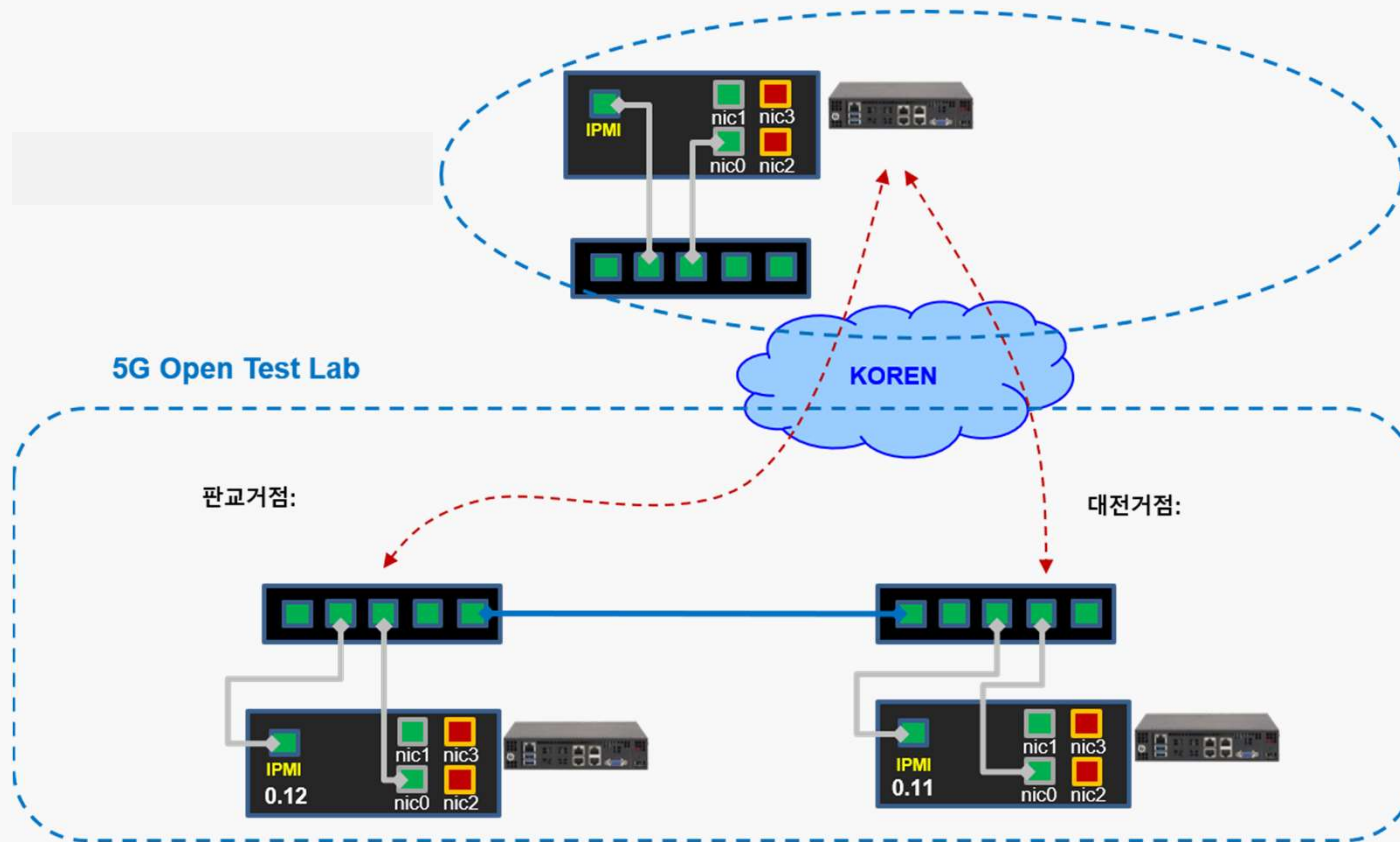 IPMI
nic1 nic3
nic0 nic2
5G Open Test Lab
KOREN
판교거점:
대전거점:
IPMI
0.12
nic1 nic3
nic0 nic2
IPMI
0.11
nic1 nic3
nic0 nic2